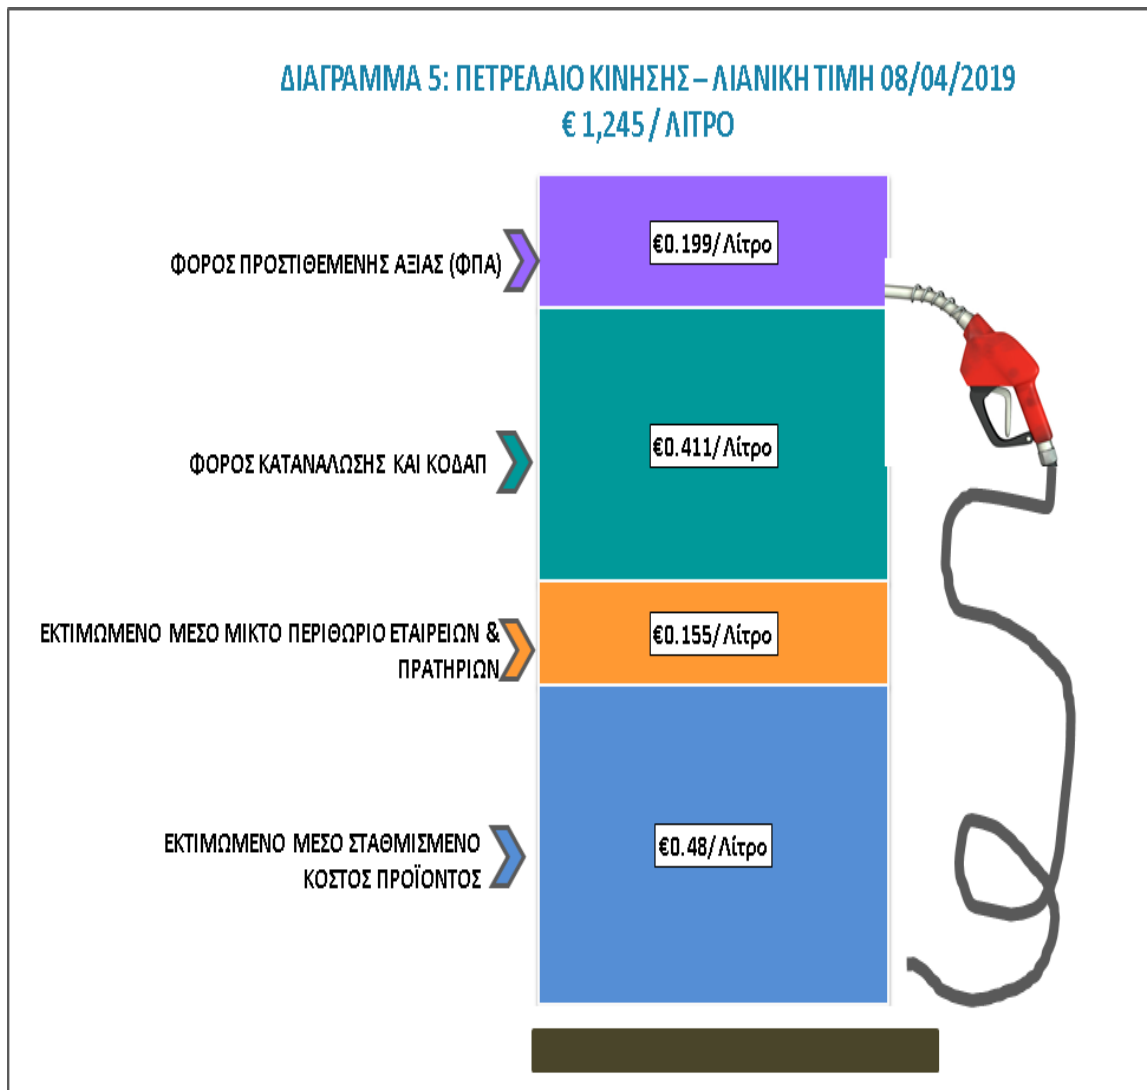 ΔΙΑΓΡΑΜΜΑ 5: ΠΕΤΡΕΛΑΙΟ ΚΙΝΗΣΗΣ – ΛΙΑΝΙΚΗ ΤΙΜΗ 08/04/2019
€ 1,245 / ΛΙΤΡΟ
€0.199/ Λίτρο
ΦΟΡΟΣ ΠΡΟΣΤΙΘΕΜΕΝΗΣ ΑΞΙΑΣ (ΦΠΑ)
€0.411/ Λίτρο
ΦΟΡΟΣ ΚΑΤΑΝΑΛΩΣΗΣ ΚΑΙ ΚΟΔΑΠ
ΕΚΤΙΜΩΜΕΝΟ ΜΕΣΟ ΜΙΚΤΟ ΠΕΡΙΘΩΡΙΟ ΕΤΑΙΡΕΙΩΝ &
ΠΡΑΤΗΡΙΩΝ
€0.155/ Λίτρο
ΕΚΤΙΜΩΜΕΝΟ ΜΕΣΟ ΣΤΑΘΜΙΣΜΕΝΟ
ΚΟΣΤΟΣ ΠΡΟΪΟΝΤΟΣ
€0.48/ Λίτρο